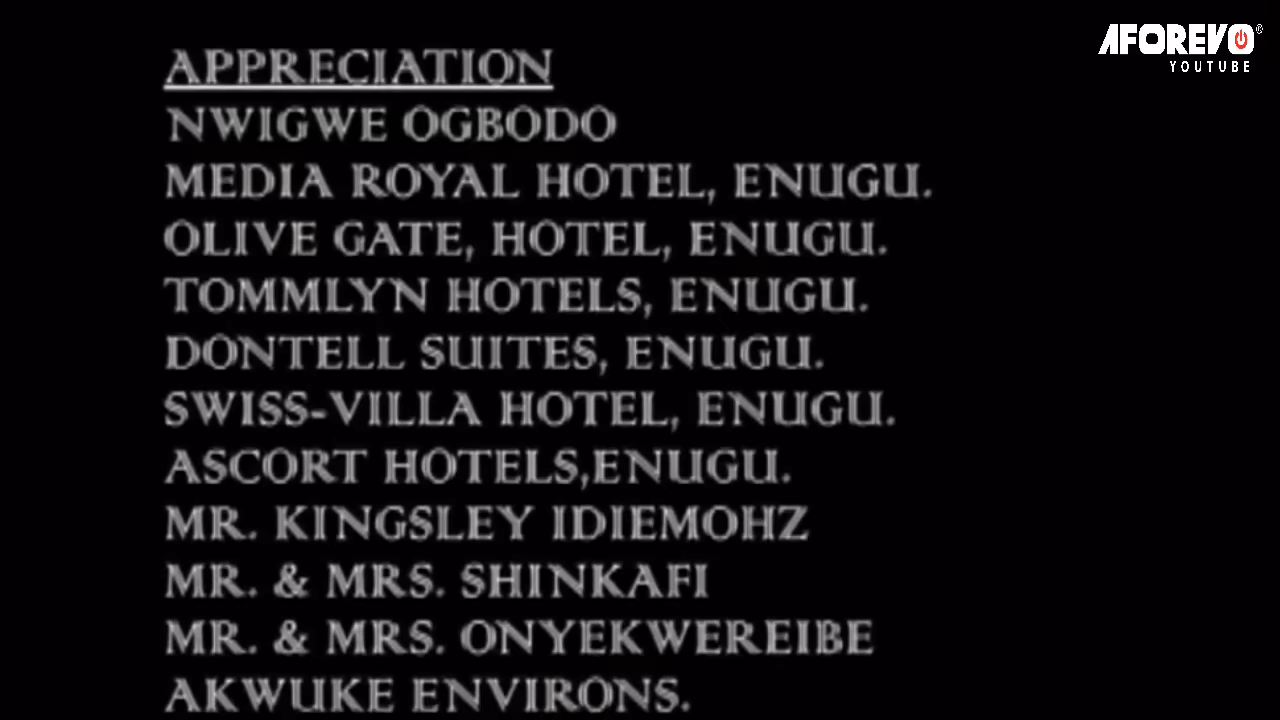 AFOREVO®
YOUTUBE
APPRECIATION
NWIGWE OGBODO
MEDIA ROYAL HOTEL, ENUGU.
OLIVE GATE, HOTEL, ENUGU.
TOMMLYN HOTELS, ENUGU.
DONTELL SUITES, ENUGU.
SWISS-VILLA HOTEL, ENUGU.
ASCORT HOTELS,ENUGU.
MR. KINGSLEY IDIEMOHZ
MR. & MRS. SHINKAFI
MR. & MRS. ONYEKWEREIBE
AKWUKE ENVIRONS.